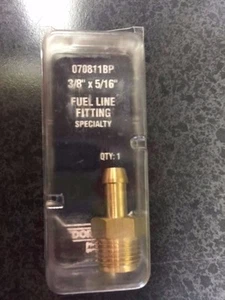 070811BP
3/8" x 5/16"
FUEL LINE
FITTING
SPECIALTY
QTY: 1